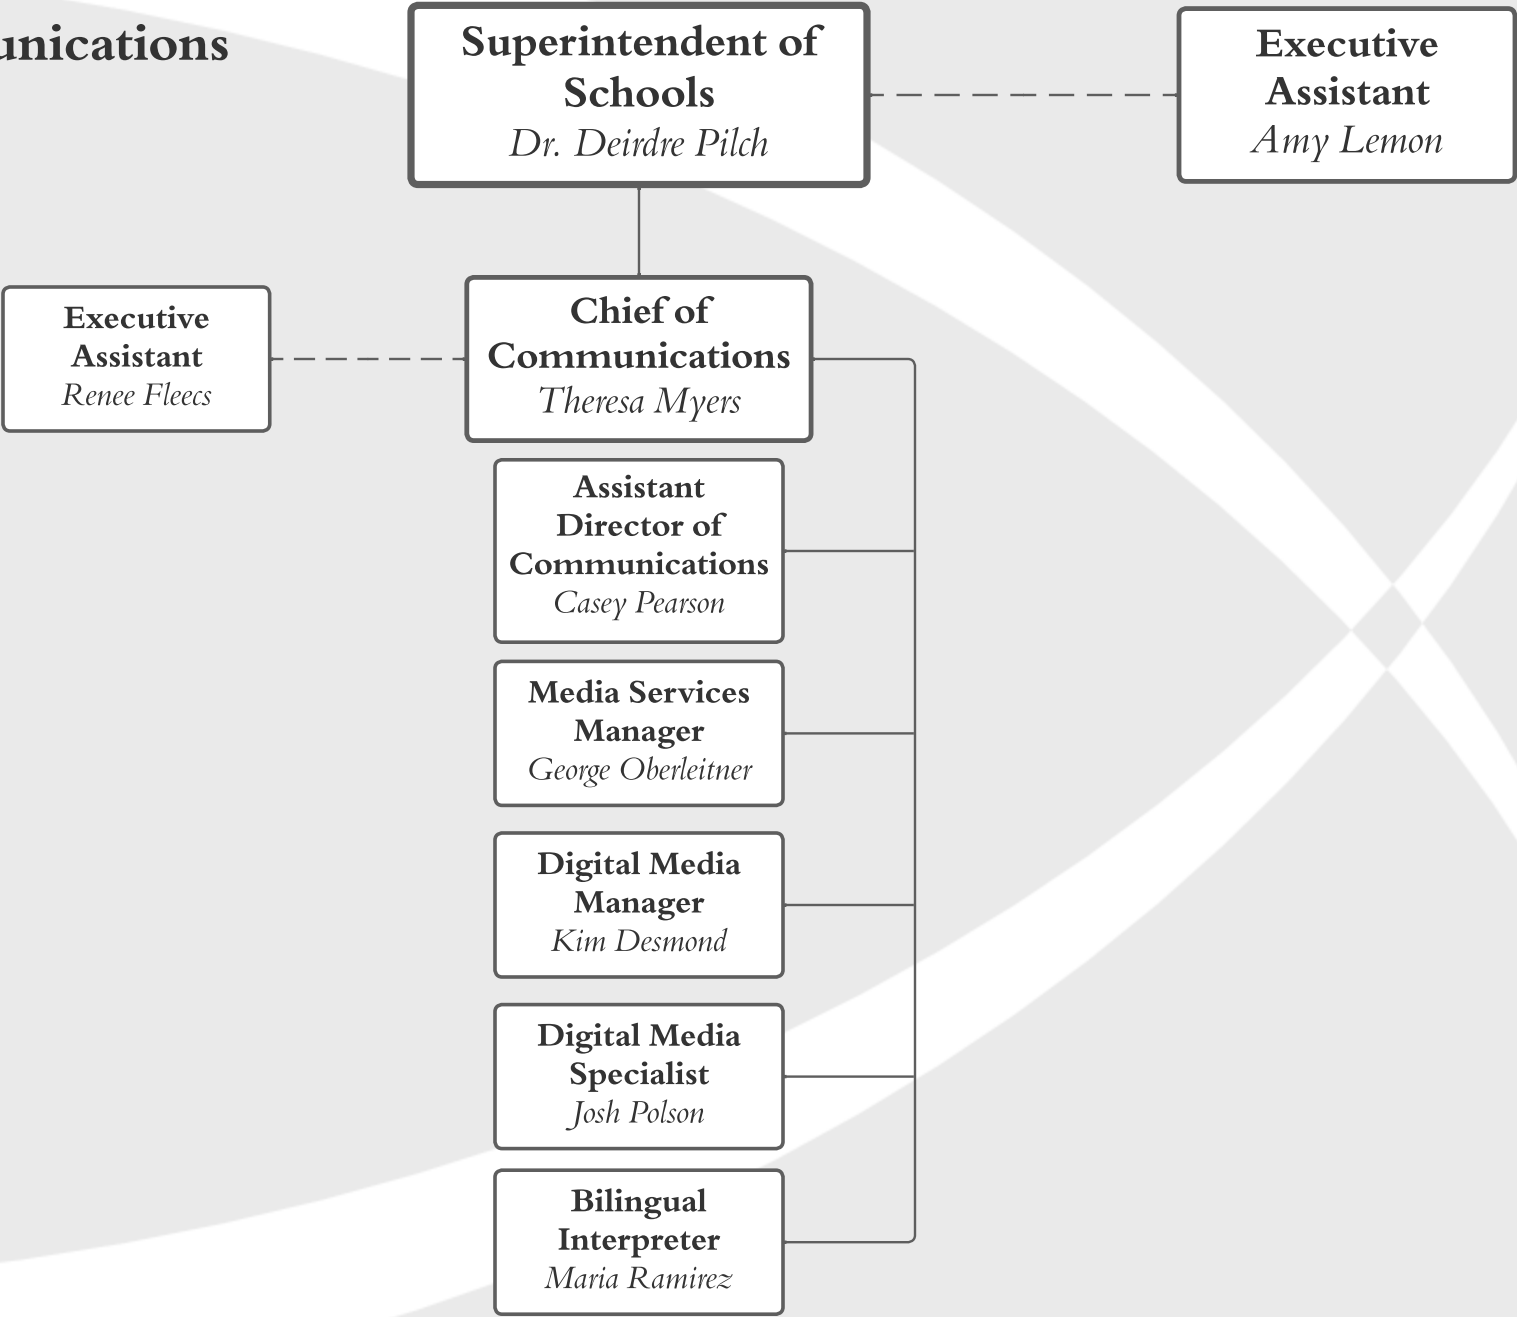 unications
Superintendent of
Schools
Dr. Deirdre Pilch
Executive
Assistant
Amy Lemon
Executive
Assistant
Renee Fleecs
Chief of
Communications
Theresa Myers
Assistant
Director of
Communications
Casey Pearson
Media Services
Manager
George Oberleitner
Digital Media
Manager
Kim Desmond
Digital Media
Specialist
Josh Polson
Bilingual
Interpreter
Maria Ramirez